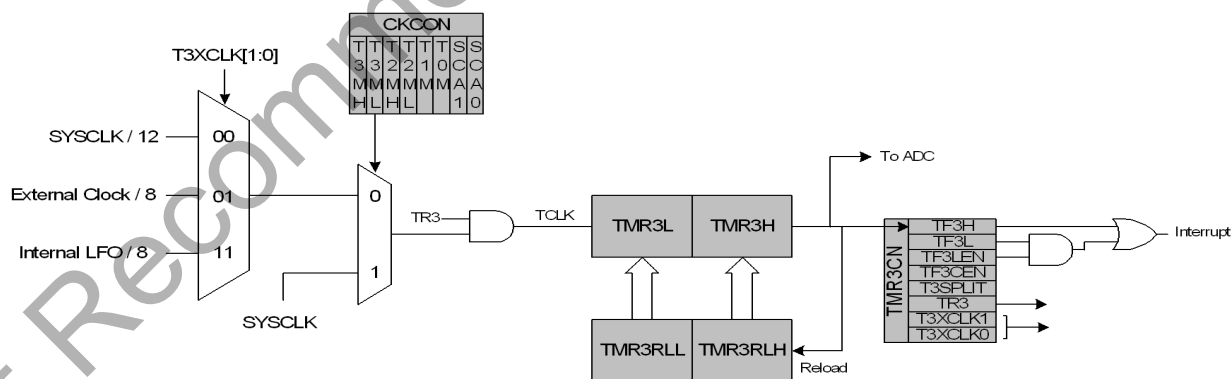 CKCON
T3MH T3ML T2MH T2ML T1M T0M SCA1 SCA0
T3XCLK[1:0]
SYSCLK / 12
00
External Clock / 8
01
Internal LFO / 8
11
0
1
SYSCLK
TR3
TCLK
TMR3L
TMR3H
To ADC
TMR3RLL
TMR3RLH
Reload
TMR3CN
TF3H
TF3L
TF3LEN
TF3CEN
T3SPLIT
TR3
T3XCLK1
T3XCLK0
Interrupt
Recomm